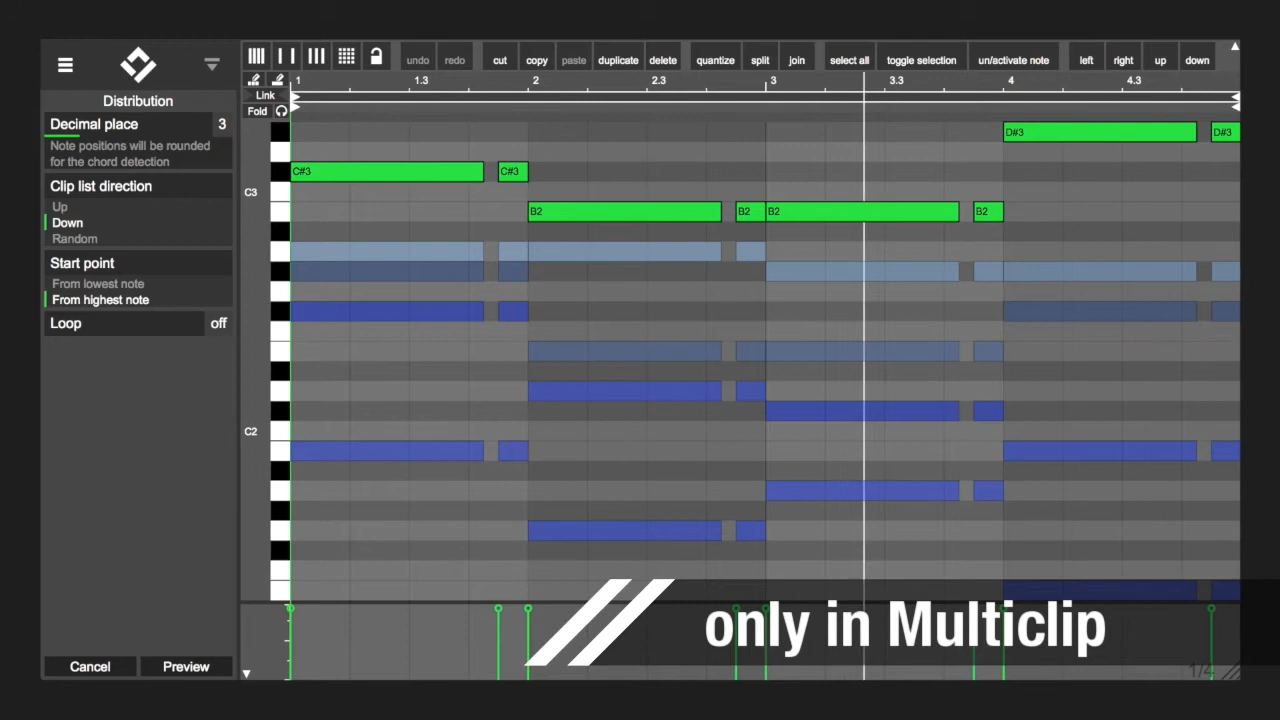 undo redo cut copy paste duplicate delete quantize split join select all toggle selection un/activate note left right up down
1 1.3 2 2.3 3 3.3 4 4.3
Link
Fold
Distribution
Decimal place 3
Note positions will be rounded
for the chord detection
Clip list direction
Up
Down
Random
Start point
From lowest note
From highest note
Loop off
Cancel Preview
C3
C2
D#3 D#3
C#3 C#3
B2 B2 B2 B2
only in Multiclip
1/4